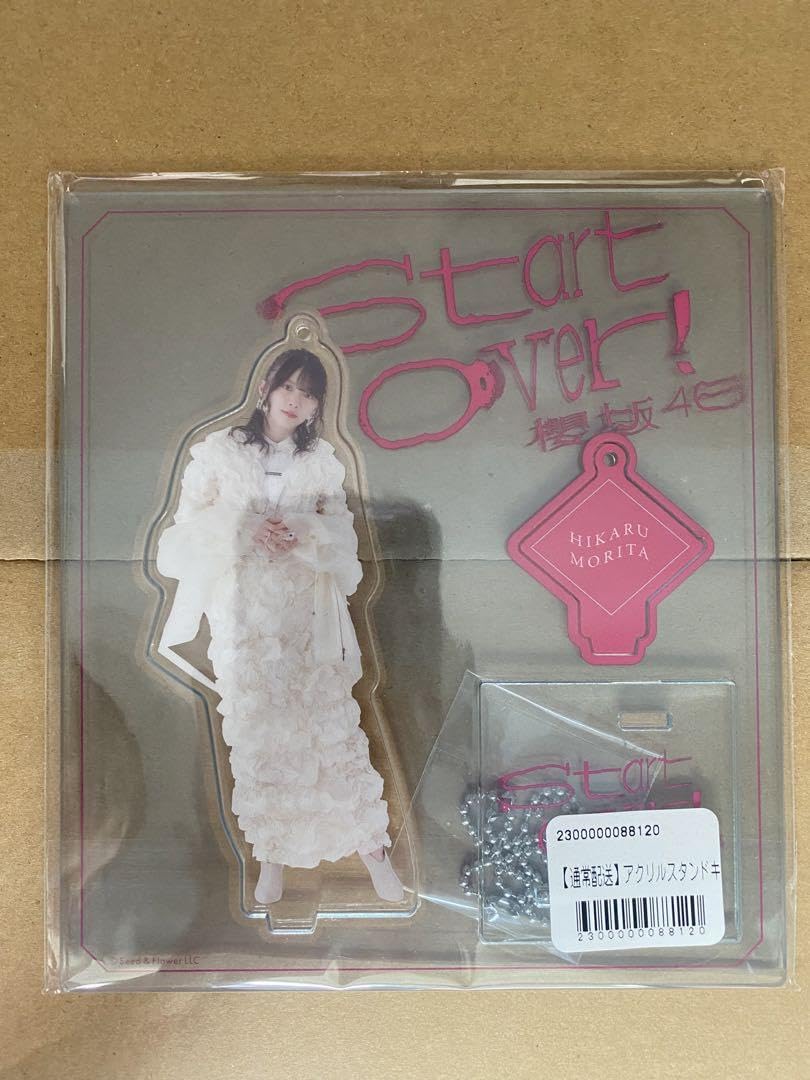 Start
Over!
櫻坂46
HIKARU
MORITA
Start
2300000088120
【通常配送】アクリルスタンドキ
2300000088120
©Seed & Flower LLC